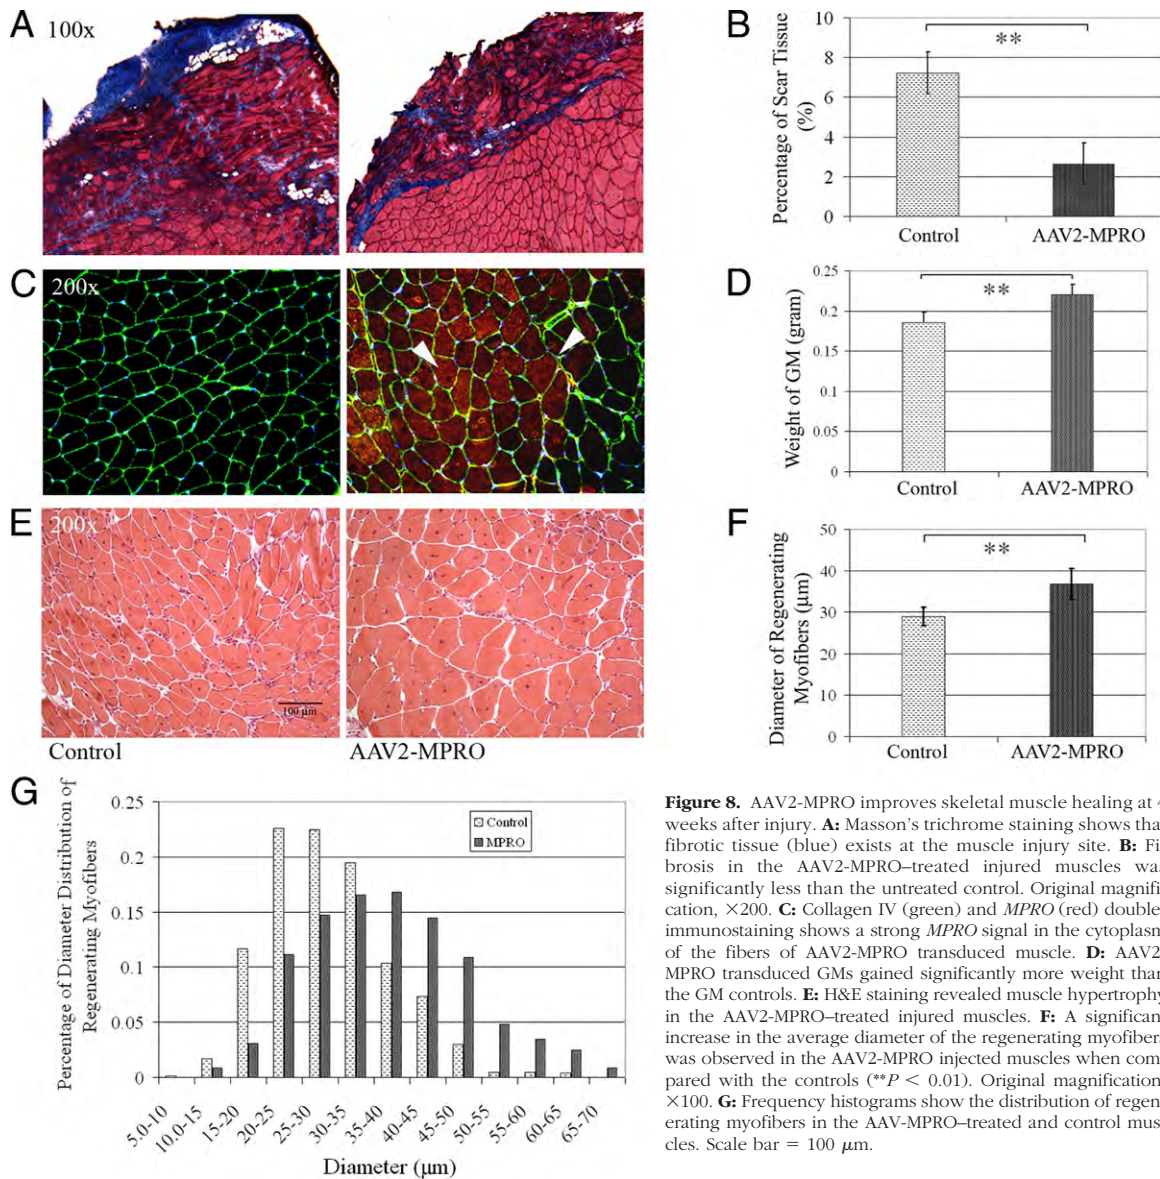 A
100x
B
Percentage of Scar Tissue
(%)
10
8
6
4
2
0
**
Control
AAV2-MPRO
C
200x
D
Weight of GM (gram)
0.25
0.2
0.15
0.1
0.05
0
**
Control
AAV2-MPRO
E
200x
100 μm
Control
AAV2-MPRO
F
Diameter of Regenerating
Myofibers (μm)
50
40
30
20
10
0
**
Control
AAV2-MPRO
G
Percentage of Diameter Distribution of
Regenerating Myofibers
0.25
0.2
0.15
0.1
0.05
0
Control
MPRO
5.0-10
10.0-15
15-20
20-25
25-30
30-35
35-40
40-45
45-50
50-55
55-60
60-65
65-70
Diameter (μm)
Figure 8. AAV2-MPRO improves skeletal muscle healing at 4
weeks after injury. A: Masson's trichrome staining shows tha
fibrotic tissue (blue) exists at the muscle injury site. B: Fi
brosis in the AAV2-MPRO–treated injured muscles was
significantly less than the untreated control. Original magnifi
cation, ×200. C: Collagen IV (green) and MPRO (red) double
immunostaining shows a strong MPRO signal in the cytoplasm
of the fibers of AAV2-MPRO transduced muscle. D: AAV2
MPRO transduced GMs gained significantly more weight than
the GM controls. E: H&E staining revealed muscle hypertrophy
in the AAV2-MPRO–treated injured muscles. F: A significan
increase in the average diameter of the regenerating myofiber
was observed in the AAV2-MPRO injected muscles when com
pared with the controls (**P < 0.01). Original magnification
×100. G: Frequency histograms show the distribution of regen
erating myofibers in the AAV-MPRO–treated and control mus
cles. Scale bar = 100 μm.